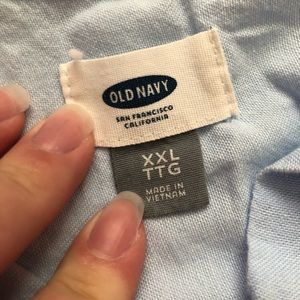 OLD NAVY
SAN FRANCISCO
CALIFORNIA
XXL
TTG
MADE IN
VIETNAM